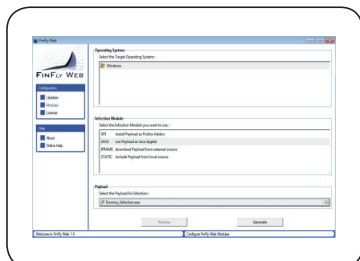 FinFly Web
FINFLY WEB
Configuration
Updates
Modules
License
Help
About
Online Help
Operating System
Select the Target Operating System:
Windows
Infection Module
Select the Infection Module you want to use:
XPI install Payload as Firefox Addon
JAVA run Payload as Java Applet
IFRAME download Payload from external source
STATIC include Payload from local source
Payload
Select the Payload for Infection:
Dummy_Infection.exe
Preview
Generate
Welcome to FinFly Web 1.0
Configure FinFly Web Modules